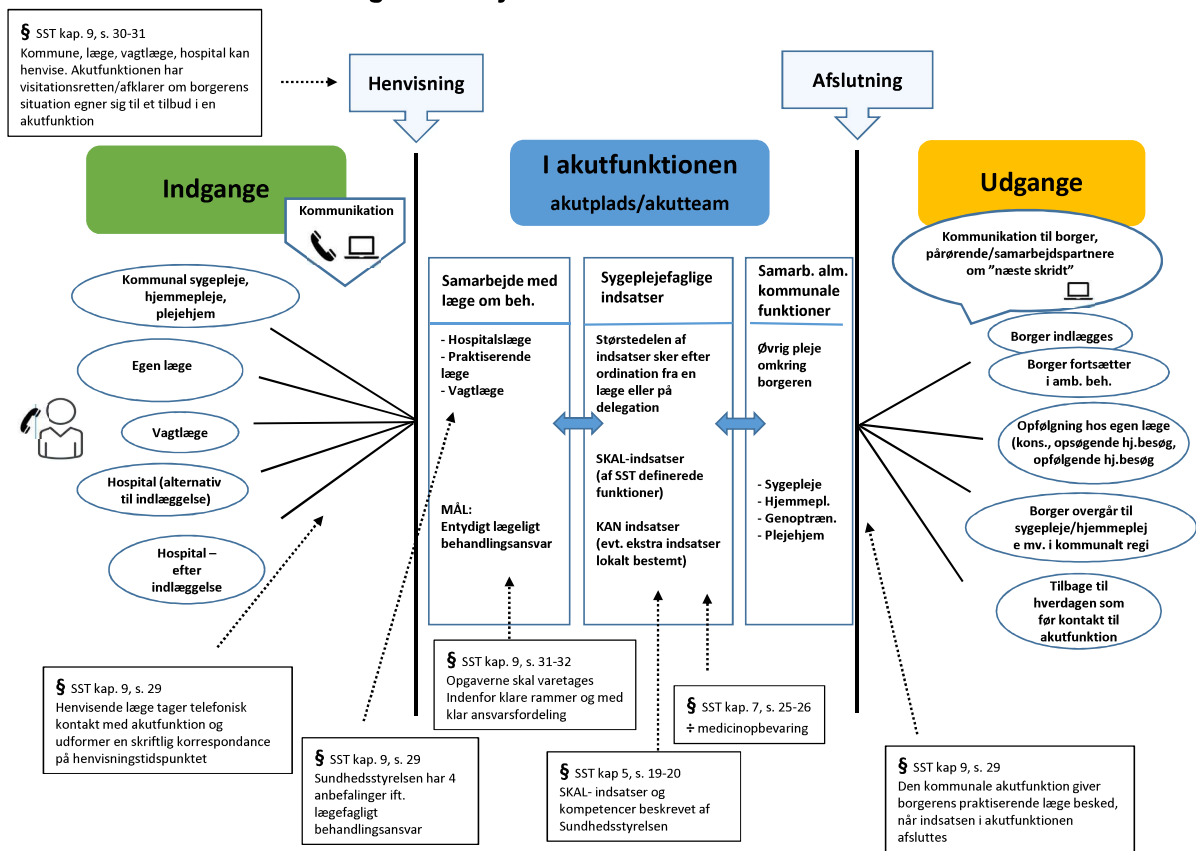 § SST kap. 9, s. 30-31
Kommune, læge, vagtlæge, hospital kan
henvise. Akutfunktionen har
visitationsretten/afklarer om borgerens
situation egner sig til et tilbud i en
akutfunktion
Henvisning
Afslutning
Indgange
Kommunikation
I akutfunktionen
akutplads/akutteam
Udgange
Kommunikation til borger,
pårørende/samarbejdspartnere
om ”næste skridt”
Kommunal sygepleje,
hjemmepleje,
plejehjem
Egen læge
Vagtlæge
Hospital (alternativ
til indlæggelse)
Hospital –
efter
indlæggelse
Samarbejde med
læge om beh.
- Hospitalslæge
- Praktiserende
læge
- Vagtlæge
MÅL:
Entydigt lægeligt
behandlingsansvar
Sygeplejefaglige
indsatser
Størstedelen af
indsatser sker efter
ordination fra en
læge eller på
delegation
SKAL-indsatser
(af SST definerede
funktioner)
KAN indsatser
(evt. ekstra indsatser
lokalt bestemt)
Samarb. alm.
kommunale
funktioner
Øvrig pleje
omkring
borgeren
- Sygepleje
- Hjemmepl.
- Genoptræn.
- Plejehjem
Borger indlægges
Borger fortsætter
i amb. beh.
Opfølgning hos egen læge
(kons., opsøgende hj.besøg,
opfølgende hj.besøg
Borger overgår til
sygepleje/hjemmeplej
e mv. i kommunalt regi
Tilbage til
hverdagen som
før kontakt til
akutfunktion
§ SST kap. 9, s. 29
Henvisende læge tager telefonisk
kontakt med akutfunktion og
udformer en skriftlig korrespondance
på henvisningstidspunktet
§ SST kap. 9, s. 29
Sundhedsstyrelsen har 4
anbefalinger ift.
lægefagligt
behandlingsansvar
§ SST kap. 9, s. 31-32
Opgaverne skal varetages
Indenfor klare rammer og med
klar ansvarsfordeling
§ SST kap 5, s. 19-20
SKAL- indsatser og
kompetencer beskrevet af
Sundhedsstyrelsen
§ SST kap. 7, s. 25-26
÷ medicinopbevaring
§ SST kap 9, s. 29
Den kommunale akutfunktion giver
borgerens praktiserende læge besked,
når indsatsen i akutfunktionen
afsluttes